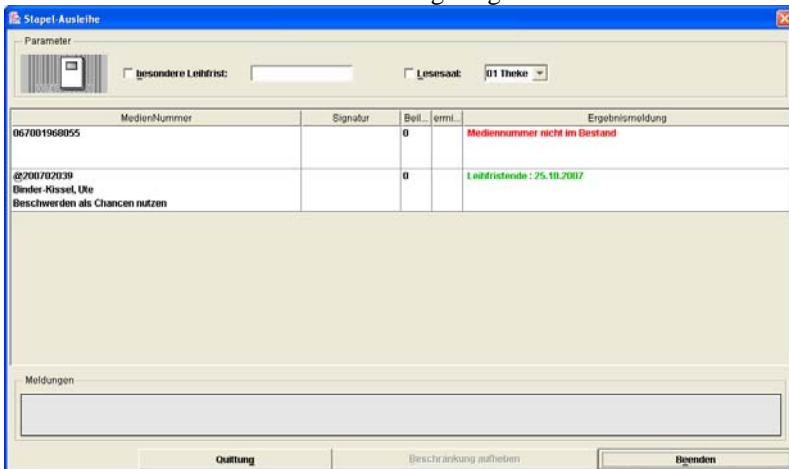 Stapel-Ausleihe
Parameter
besondere Leihfrist:
Lesesaal:
01 Theke
MedienNummer Signatur Beil... ermi... Ergebnismeldung
067001968055 0 Mediennummer nicht im Bestand
@200702039 0 Leihfristende : 25.10.2007
Binder-Kissel, Ute
Beschwerden als Chancen nutzen
Meldungen
Quittung Beschränkung aufheben Beenden